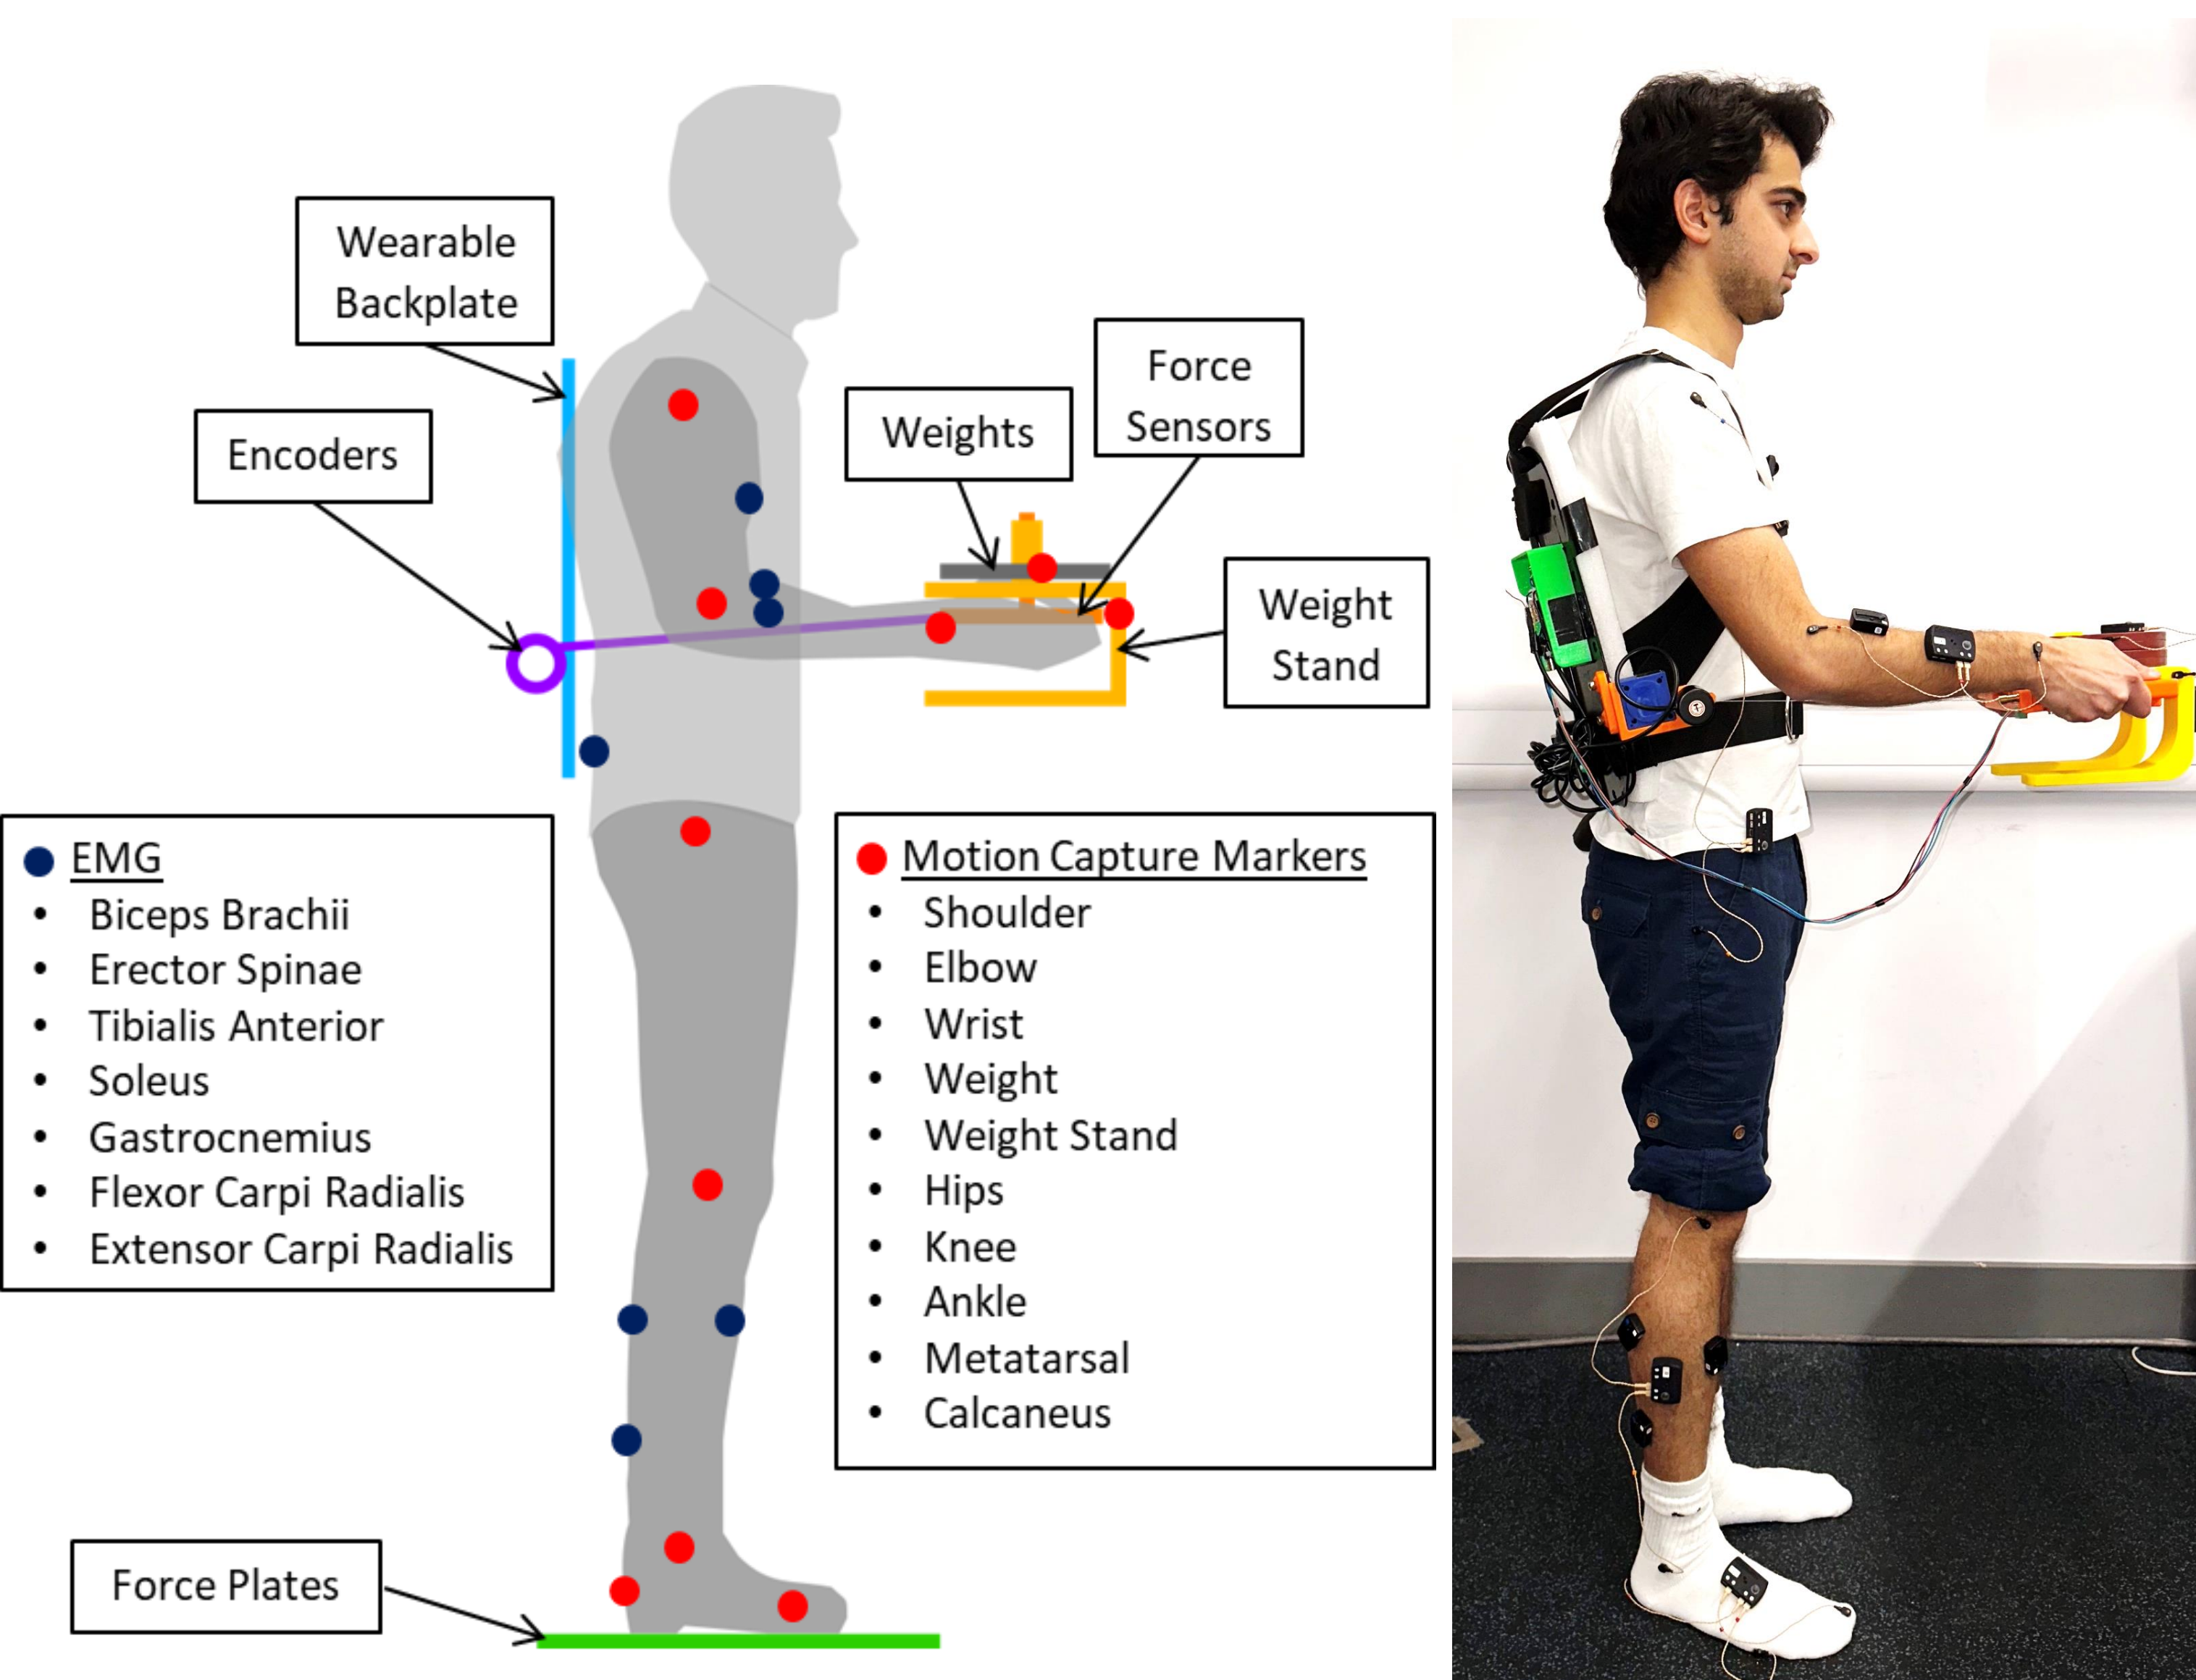 Wearable
Backplate
Encoders
Weights
Force
Sensors
Weight
Stand
EMG
• Biceps Brachii
• Erector Spinae
• Tibialis Anterior
• Soleus
• Gastrocnemius
• Flexor Carpi Radialis
• Extensor Carpi Radialis
Motion Capture Markers
• Shoulder
• Elbow
• Wrist
• Weight
• Weight Stand
• Hips
• Knee
• Ankle
• Metatarsal
• Calcaneus
Force Plates